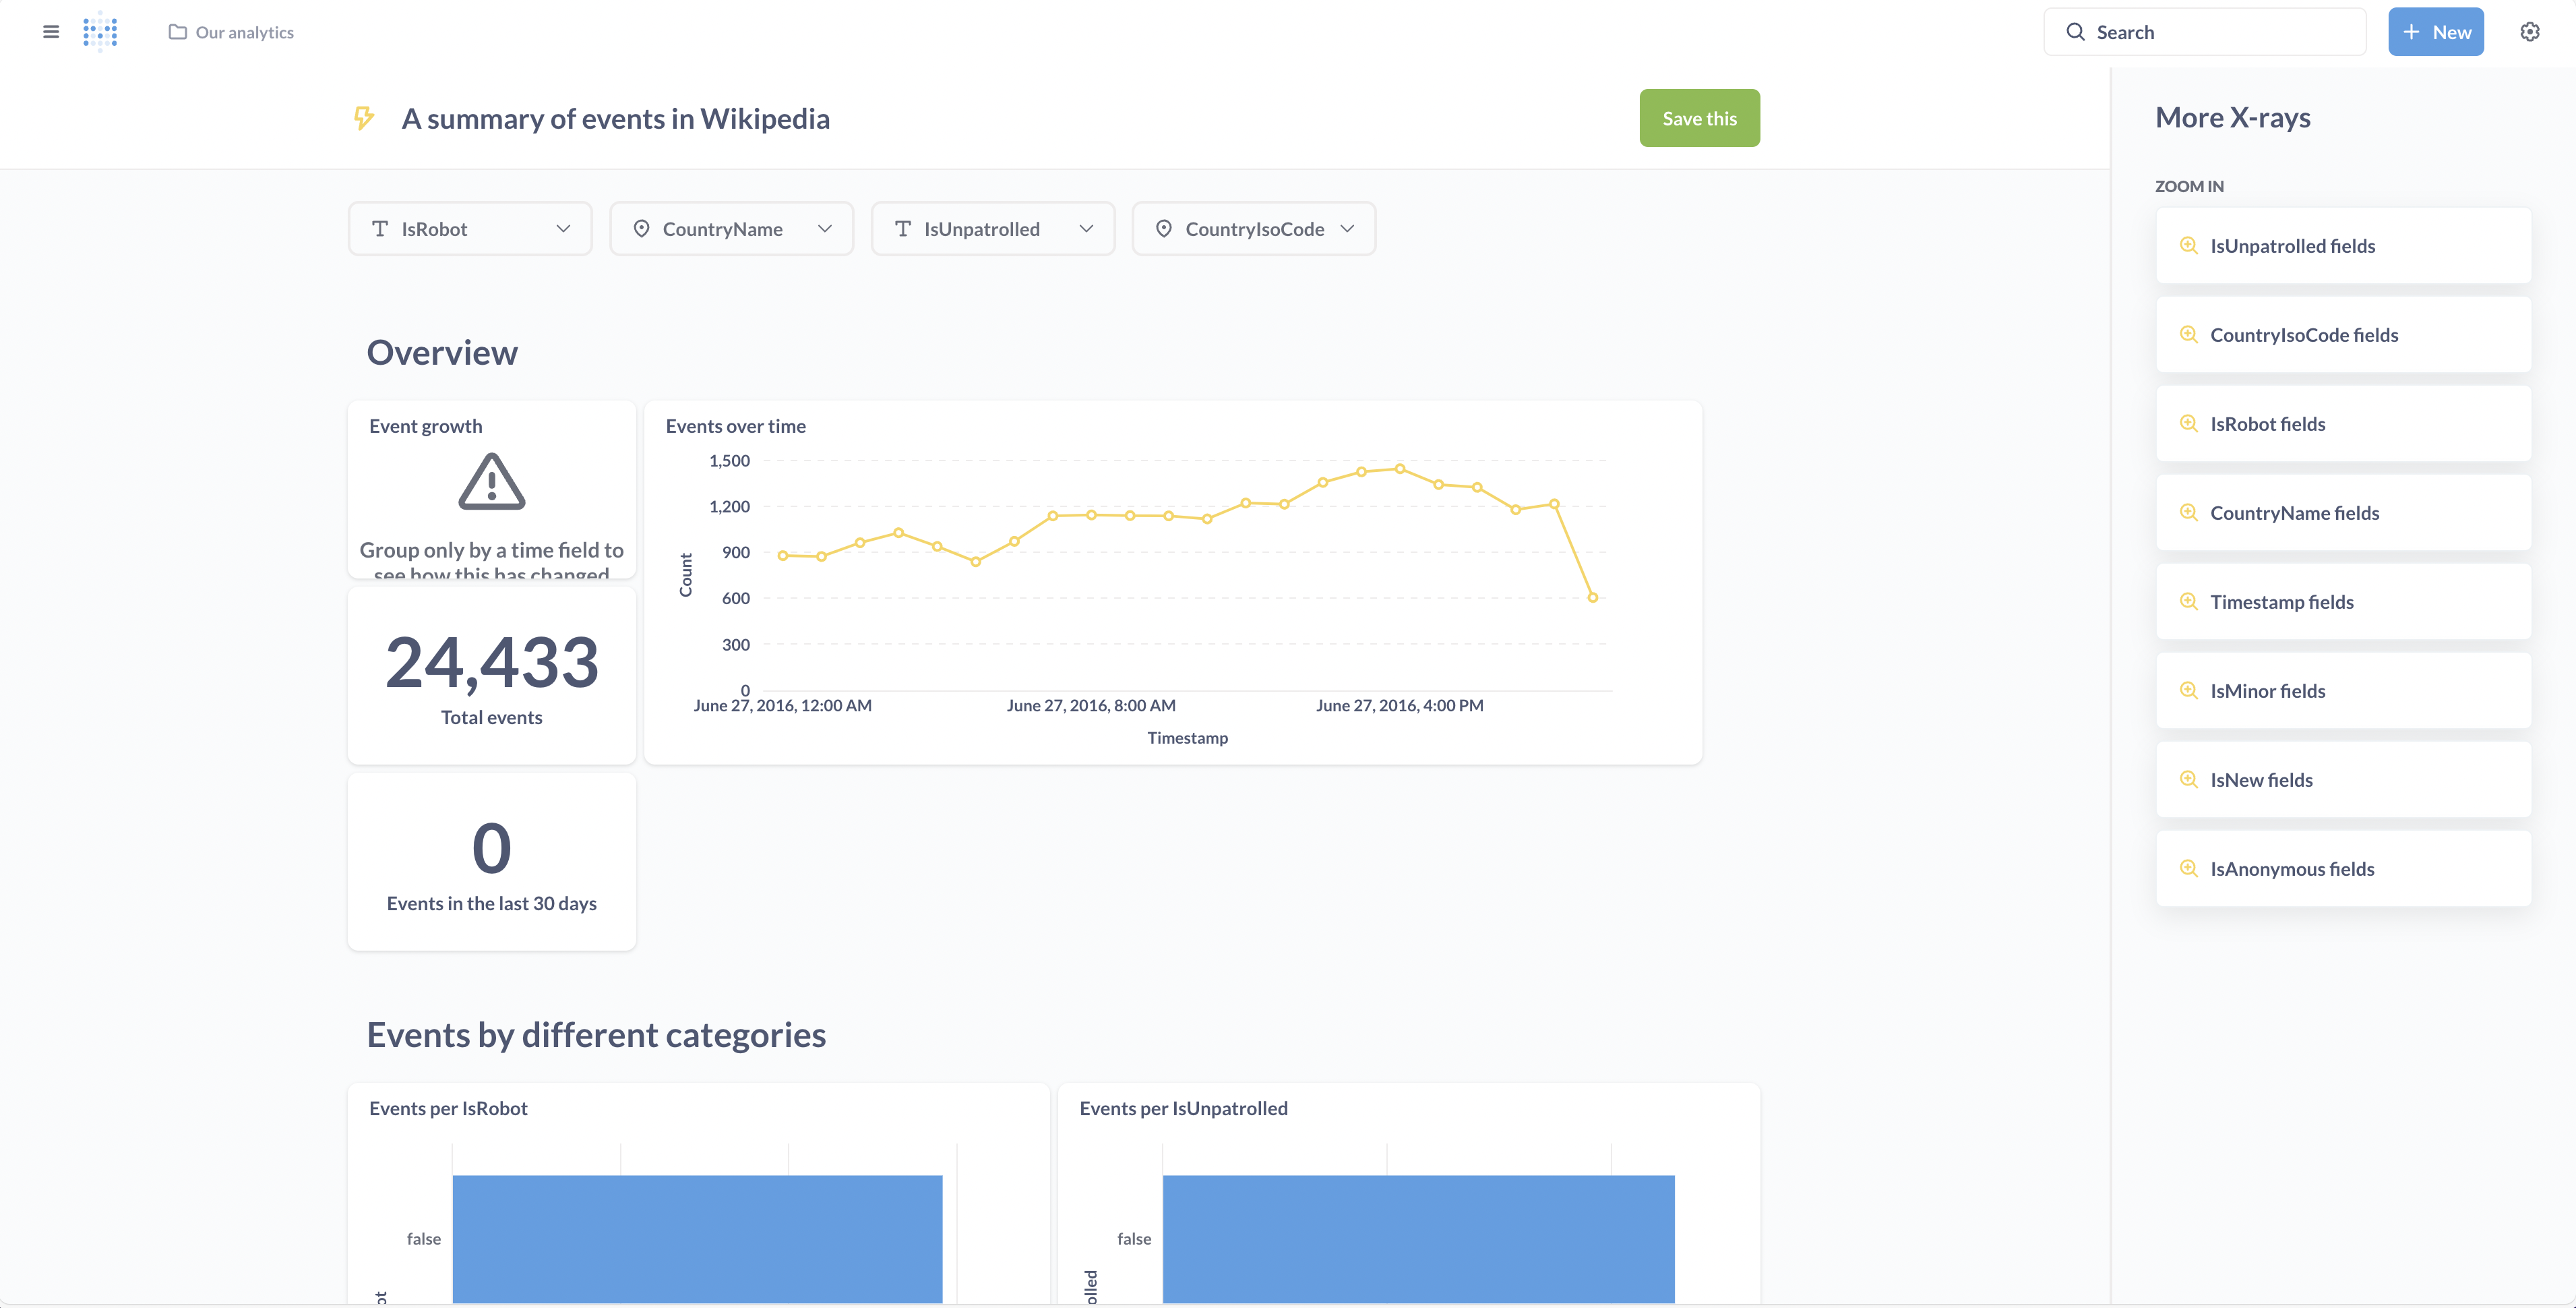 Our analytics
Search
New
A summary of events in Wikipedia
Save this
IsRobot
CountryName
IsUnpatrolled
CountryIsoCode
Overview
Event growth
Group only by a time field to
see how this has changed
24,433
Total events
0
Events in the last 30 days
Events over time
1,500
1,200
900
600
300
0
Count
June 27, 2016, 12:00 AM
June 27, 2016, 8:00 AM
June 27, 2016, 4:00 PM
Timestamp
Events by different categories
Events per IsRobot
false
ot
Events per IsUnpatrolled
false
olled
More X-rays
ZOOM IN
IsUnpatrolled fields
CountryIsoCode fields
IsRobot fields
CountryName fields
Timestamp fields
IsMinor fields
IsNew fields
IsAnonymous fields